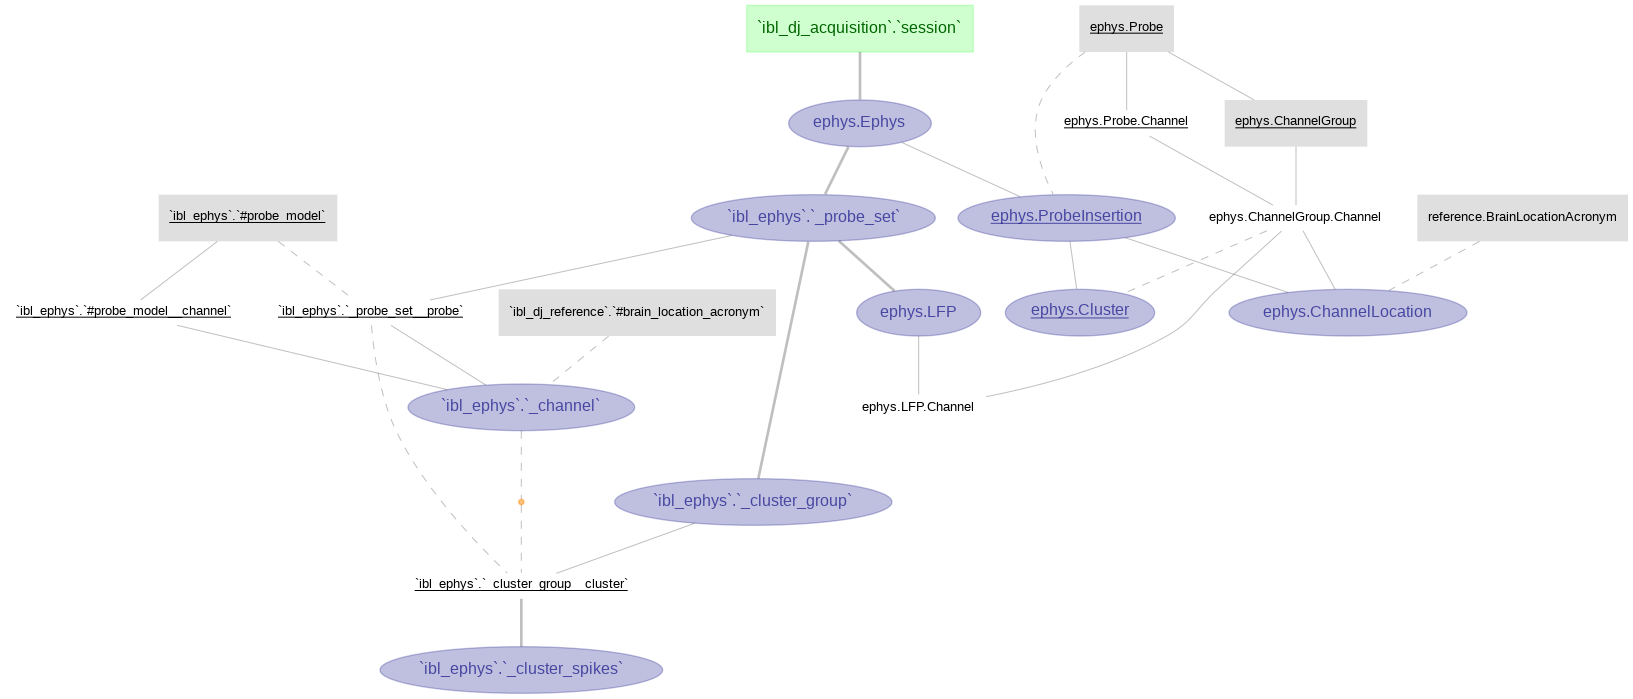 `ibl_dj_acquisition`.`session`
ephys.Probe
ephys.Ephys
ephys.Probe.Channel
ephys.ChannelGroup
`ibl_ephys`.`#probe_model`
`ibl_ephys`.`_probe_set`
ephys.ProbeInsertion
ephys.ChannelGroup.Channel
reference.BrainLocationAcronym
`ibl_ephys`.`#probe_model__channel`
`ibl_ephys`.`_probe_set__probe`
`ibl_dj_reference`.`#brain_location_acronym`
ephys.LFP
ephys.Cluster
ephys.ChannelLocation
`ibl_ephys`.`_channel`
ephys.LFP.Channel
`ibl_ephys`.`_cluster_group`
`ibl_ephys`.`_cluster_group__cluster`
`ibl_ephys`.`_cluster_spikes`